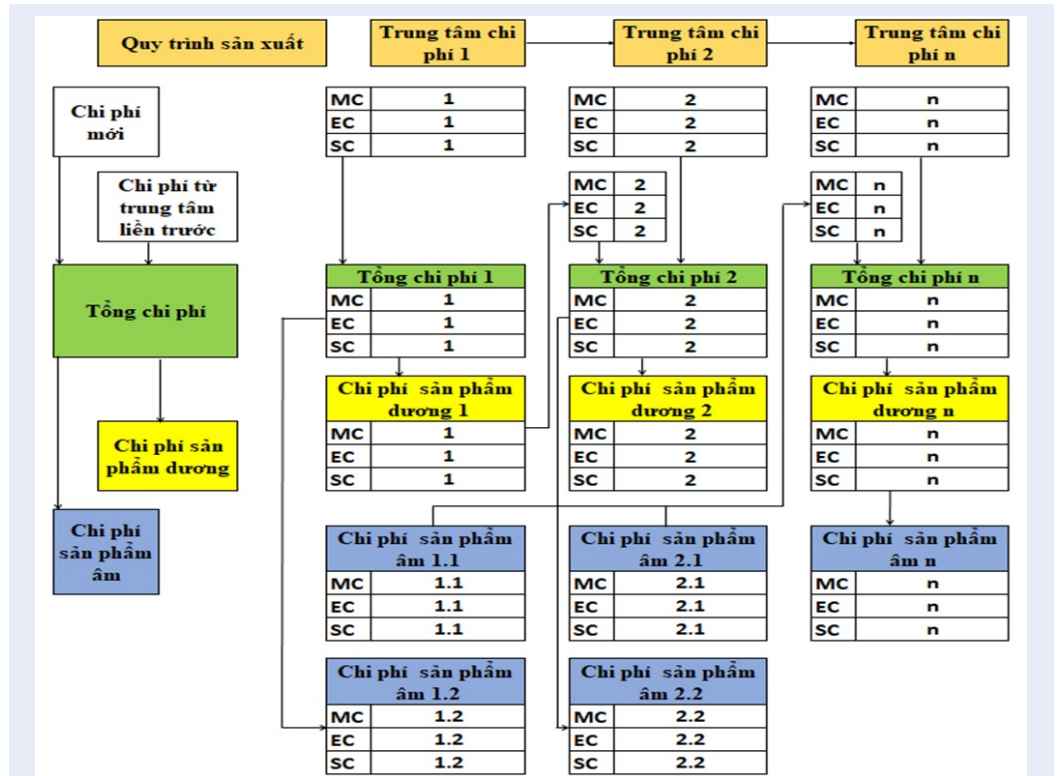 Quy trình sản xuất
Trung tâm chi
phí 1
Trung tâm chi
phí 2
Trung tâm chi
phí n
Chi phí
mới
MC 1
EC 1
SC 1
MC 2
EC 2
SC 2
MC n
EC n
SC n
Chi phí từ
trung tâm
liền trước
MC 2
EC 2
SC 2
MC n
EC n
SC n
Tổng chi phí
Tổng chi phí 1
MC 1
EC 1
SC 1
Tổng chi phí 2
MC 2
EC 2
SC 2
Tổng chi phí n
MC n
EC n
SC n
Chi phí sản
phẩm dương
Chi phí sản phẩm
dương 1
MC 1
EC 1
SC 1
Chi phí sản phẩm
dương 2
MC 2
EC 2
SC 2
Chi phí sản phẩm
dương n
MC n
EC n
SC n
Chi phí
sản phẩm
âm
Chi phí sản phẩm
âm 1.1
MC 1.1
EC 1.1
SC 1.1
Chi phí sản phẩm
âm 2.1
MC 2.1
EC 2.1
SC 2.1
Chi phí sản phẩm
âm n
MC n
EC n
SC n
Chi phí sản phẩm
âm 1.2
MC 1.2
EC 1.2
SC 1.2
Chi phí sản phẩm
âm 2.2
MC 2.2
EC 2.2
SC 2.2